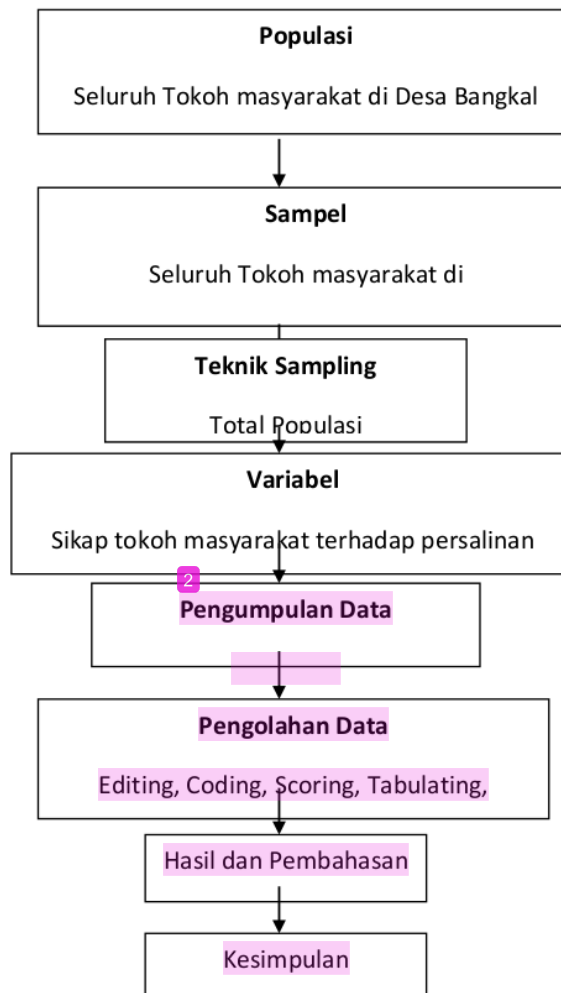 Populasi
Seluruh Tokoh masyarakat di Desa Bangkal
Sampel
Seluruh Tokoh masyarakat di
Teknik Sampling
Total Populasi
Variabel
Sikap tokoh masyarakat terhadap persalinan
2
Pengumpulan Data
Pengolahan Data
Editing, Coding, Scoring, Tabulating,
Hasil dan Pembahasan
Kesimpulan